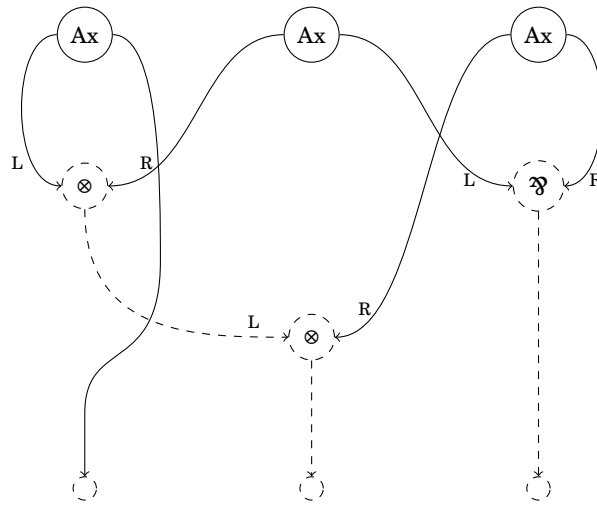 Ax Ax Ax
L R L R
⊗ ⅋
L R
⊗